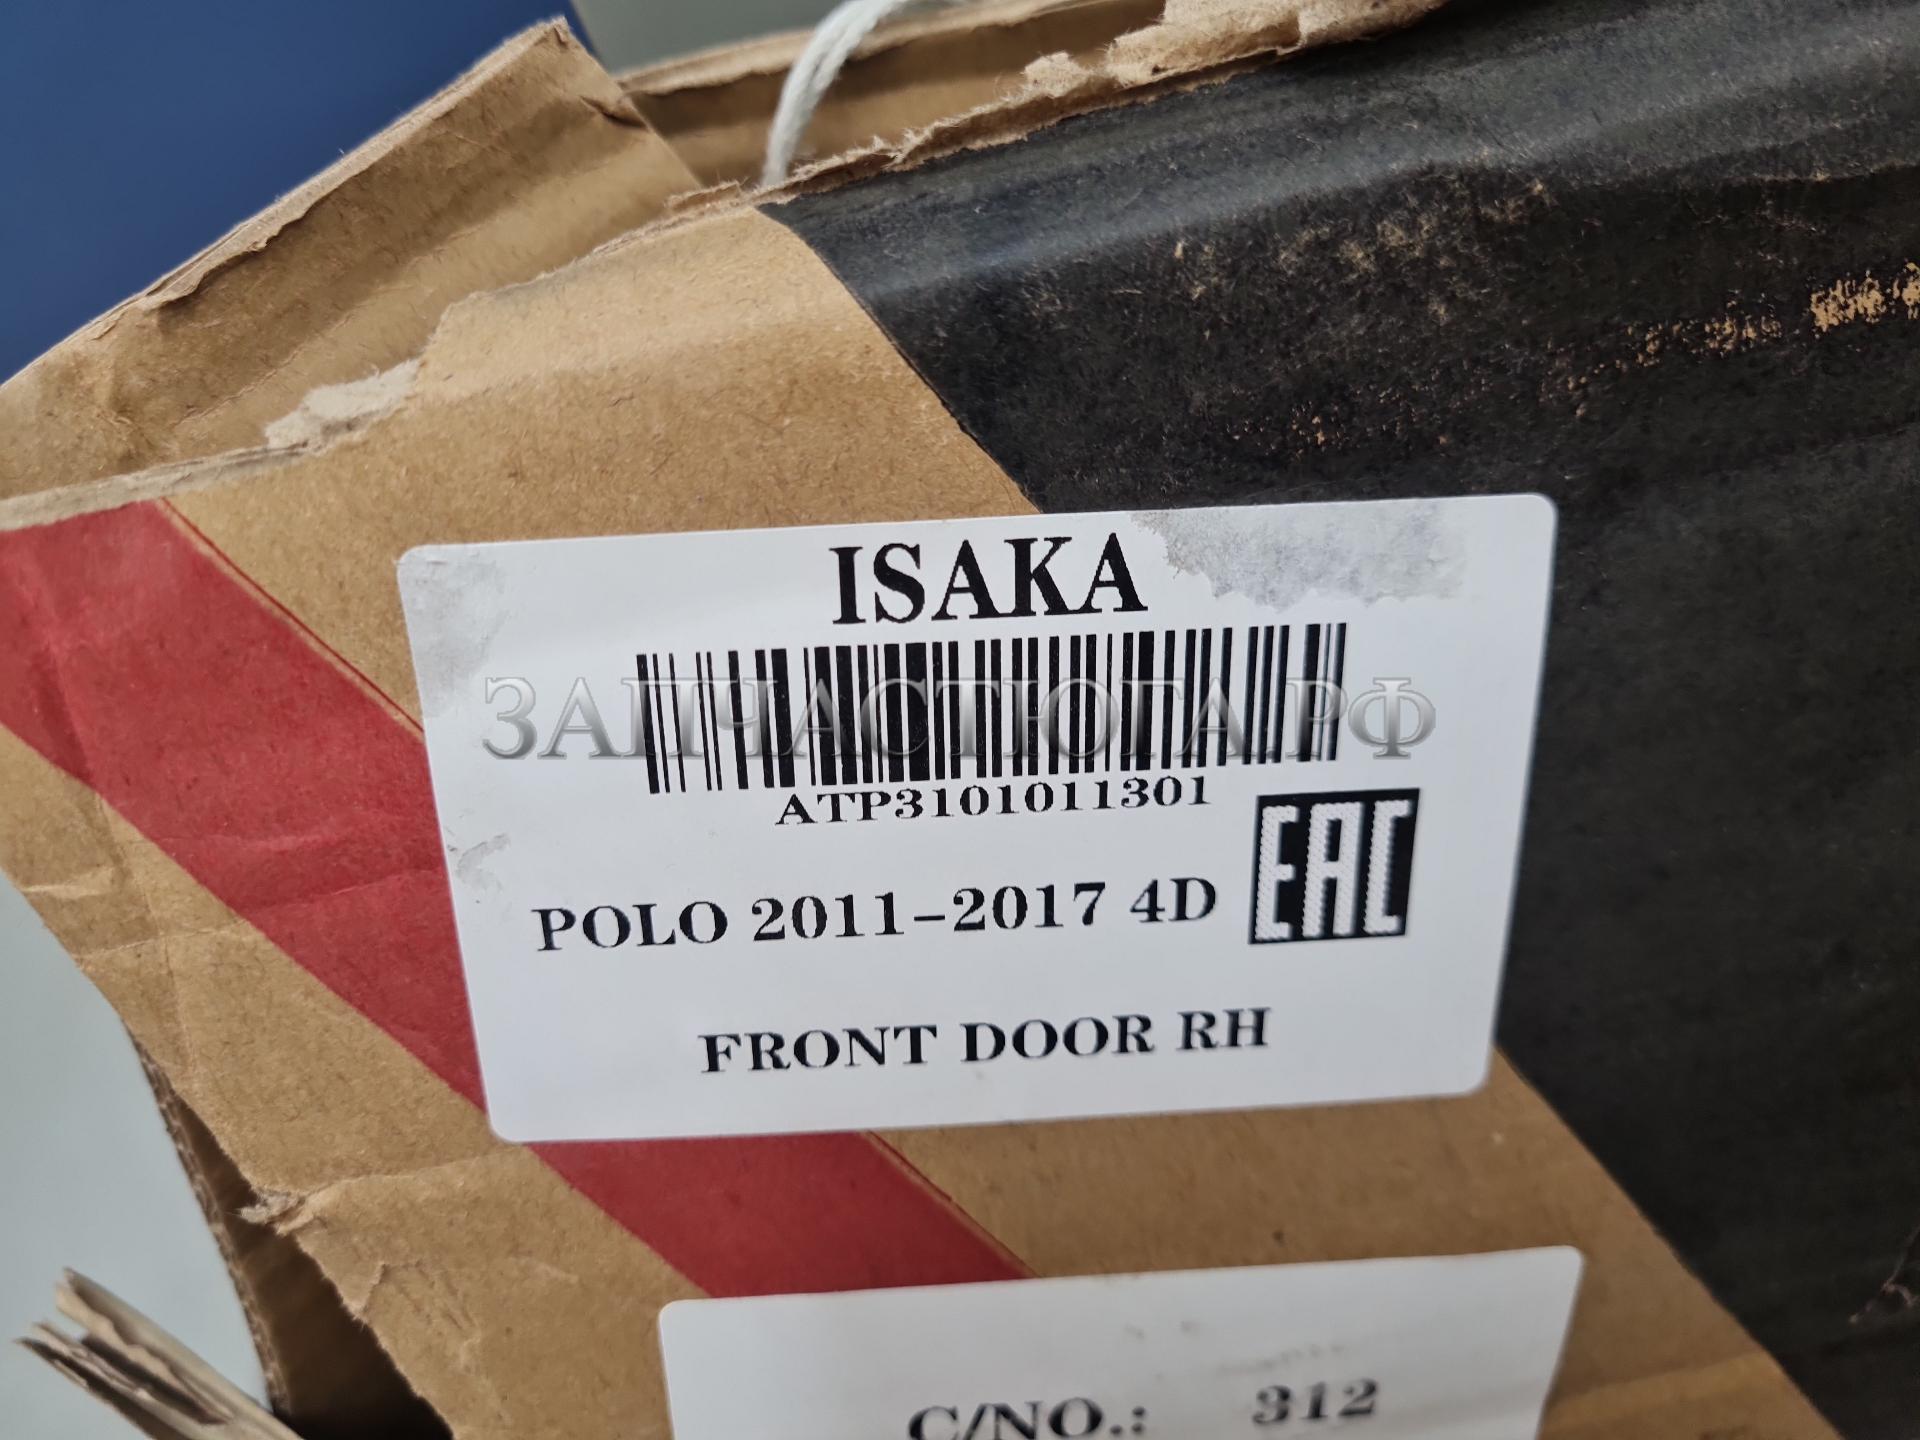 ISAKA
ЗАПЧАСТЮГА.РФ
ATP3101011301
POLO 2011-2017 4D
EAC
FRONT DOOR RH
C/NO.: 312